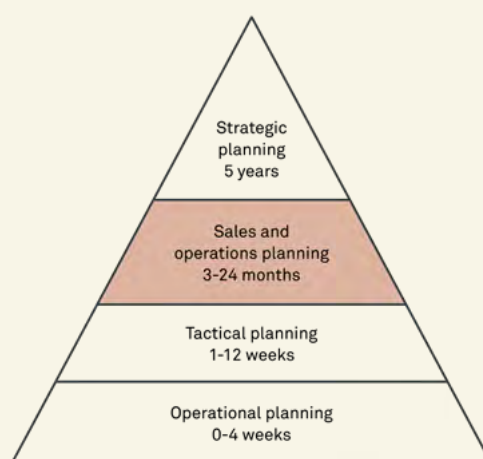 Strategic
planning
5 years
Sales and
operations planning
3-24 months
Tactical planning
1-12 weeks
Operational planning
0-4 weeks